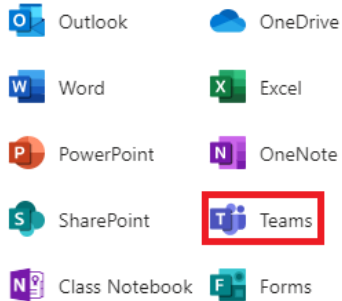 Outlook OneDrive
Word Excel
PowerPoint OneNote
SharePoint Teams
Class Notebook Forms